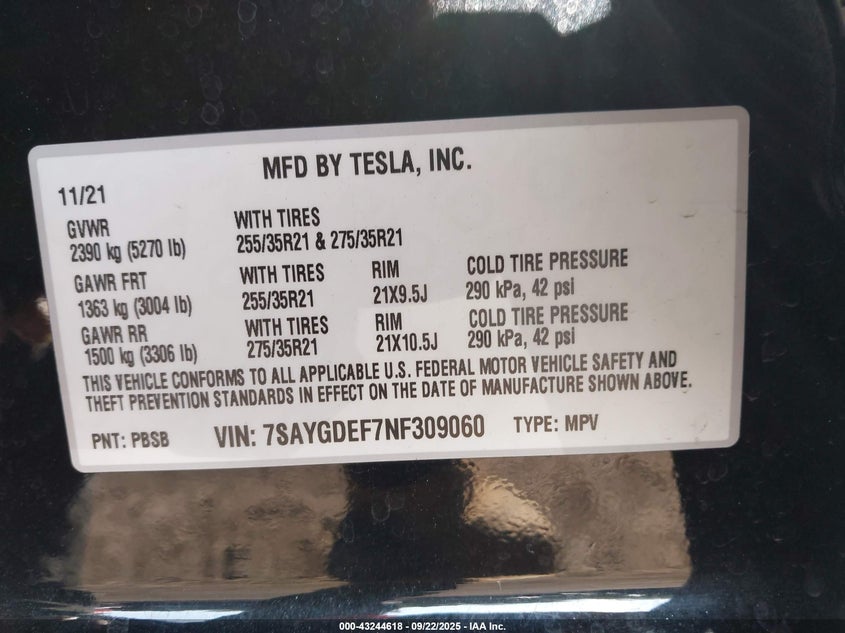 MFD BY TESLA, INC.
11/21
GVWR WITH TIRES
2390 kg (5270 lb) 255/35R21 & 275/35R21
GAWR FRT WITH TIRES RIM COLD TIRE PRESSURE
1363 kg (3004 lb) 255/35R21 21X9.5J 290 kPa, 42 psi
GAWR RR WITH TIRES RIM COLD TIRE PRESSURE
1500 kg (3306 lb) 275/35R21 21X10.5J 290 kPa, 42 psi
THIS VEHICLE CONFORMS TO ALL APPLICABLE U.S. FEDERAL MOTOR VEHICLE SAFETY AND
THEFT PREVENTION STANDARDS IN EFFECT ON THE DATE OF MANUFACTURE SHOWN ABOVE.
PNT: PBSB VIN: 7SAYGDEF7NF309060 TYPE: MPV
000-43244618 - 09/22/2025 - IAA Inc.